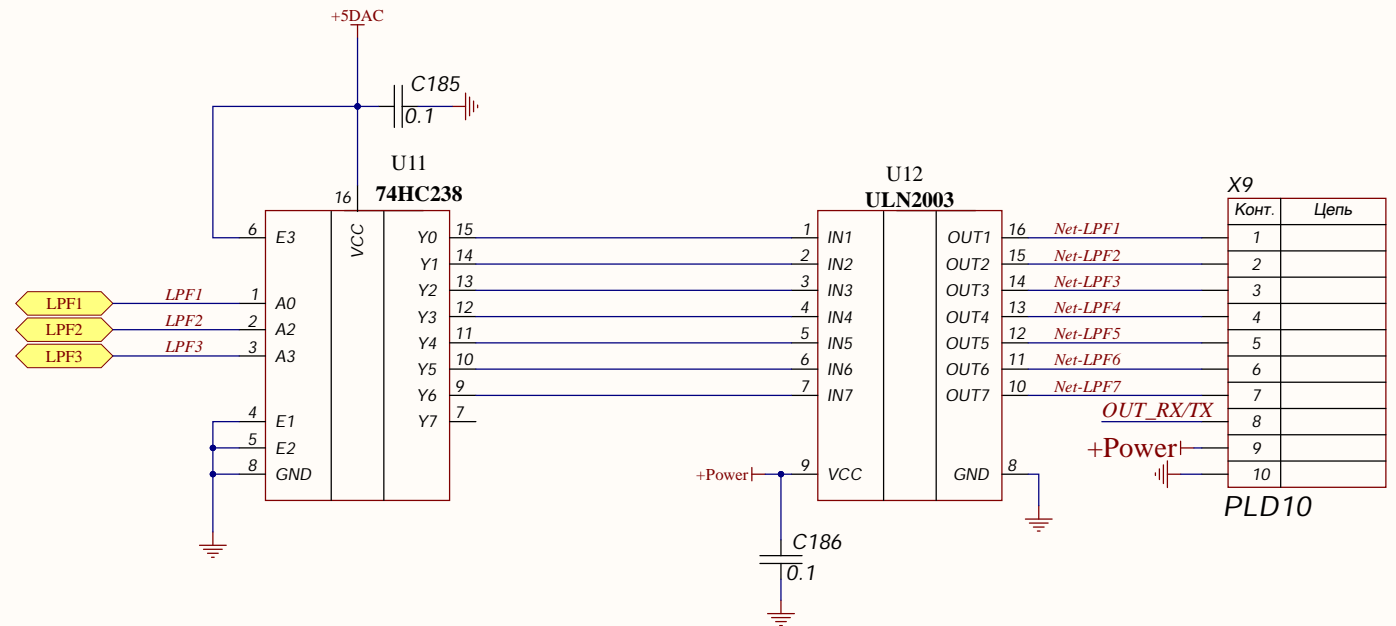 +5DAC
C185
0.1
U11
74HC238
16
VCC
6 E3
LPF1 LPF1 1 A0
LPF2 LPF2 2 A2
LPF3 LPF3 3 A3
4 E1
5 E2
8 GND
Y0 15
Y1 14
Y2 13
Y3 12
Y4 11
Y5 10
Y6 9
Y7 7
U12
ULN2003
1 IN1
2 IN2
3 IN3
4 IN4
5 IN5
6 IN6
7 IN7
+Power 9 VCC
C186
0.1
OUT1 16 Net-LPF1
OUT2 15 Net-LPF2
OUT3 14 Net-LPF3
OUT4 13 Net-LPF4
OUT5 12 Net-LPF5
OUT6 11 Net-LPF6
OUT7 10 Net-LPF7
GND 8
X9
Конт. Цепь
1
2
3
4
5
6
7
OUT_RX/TX 8
+Power 9
10
PLD10